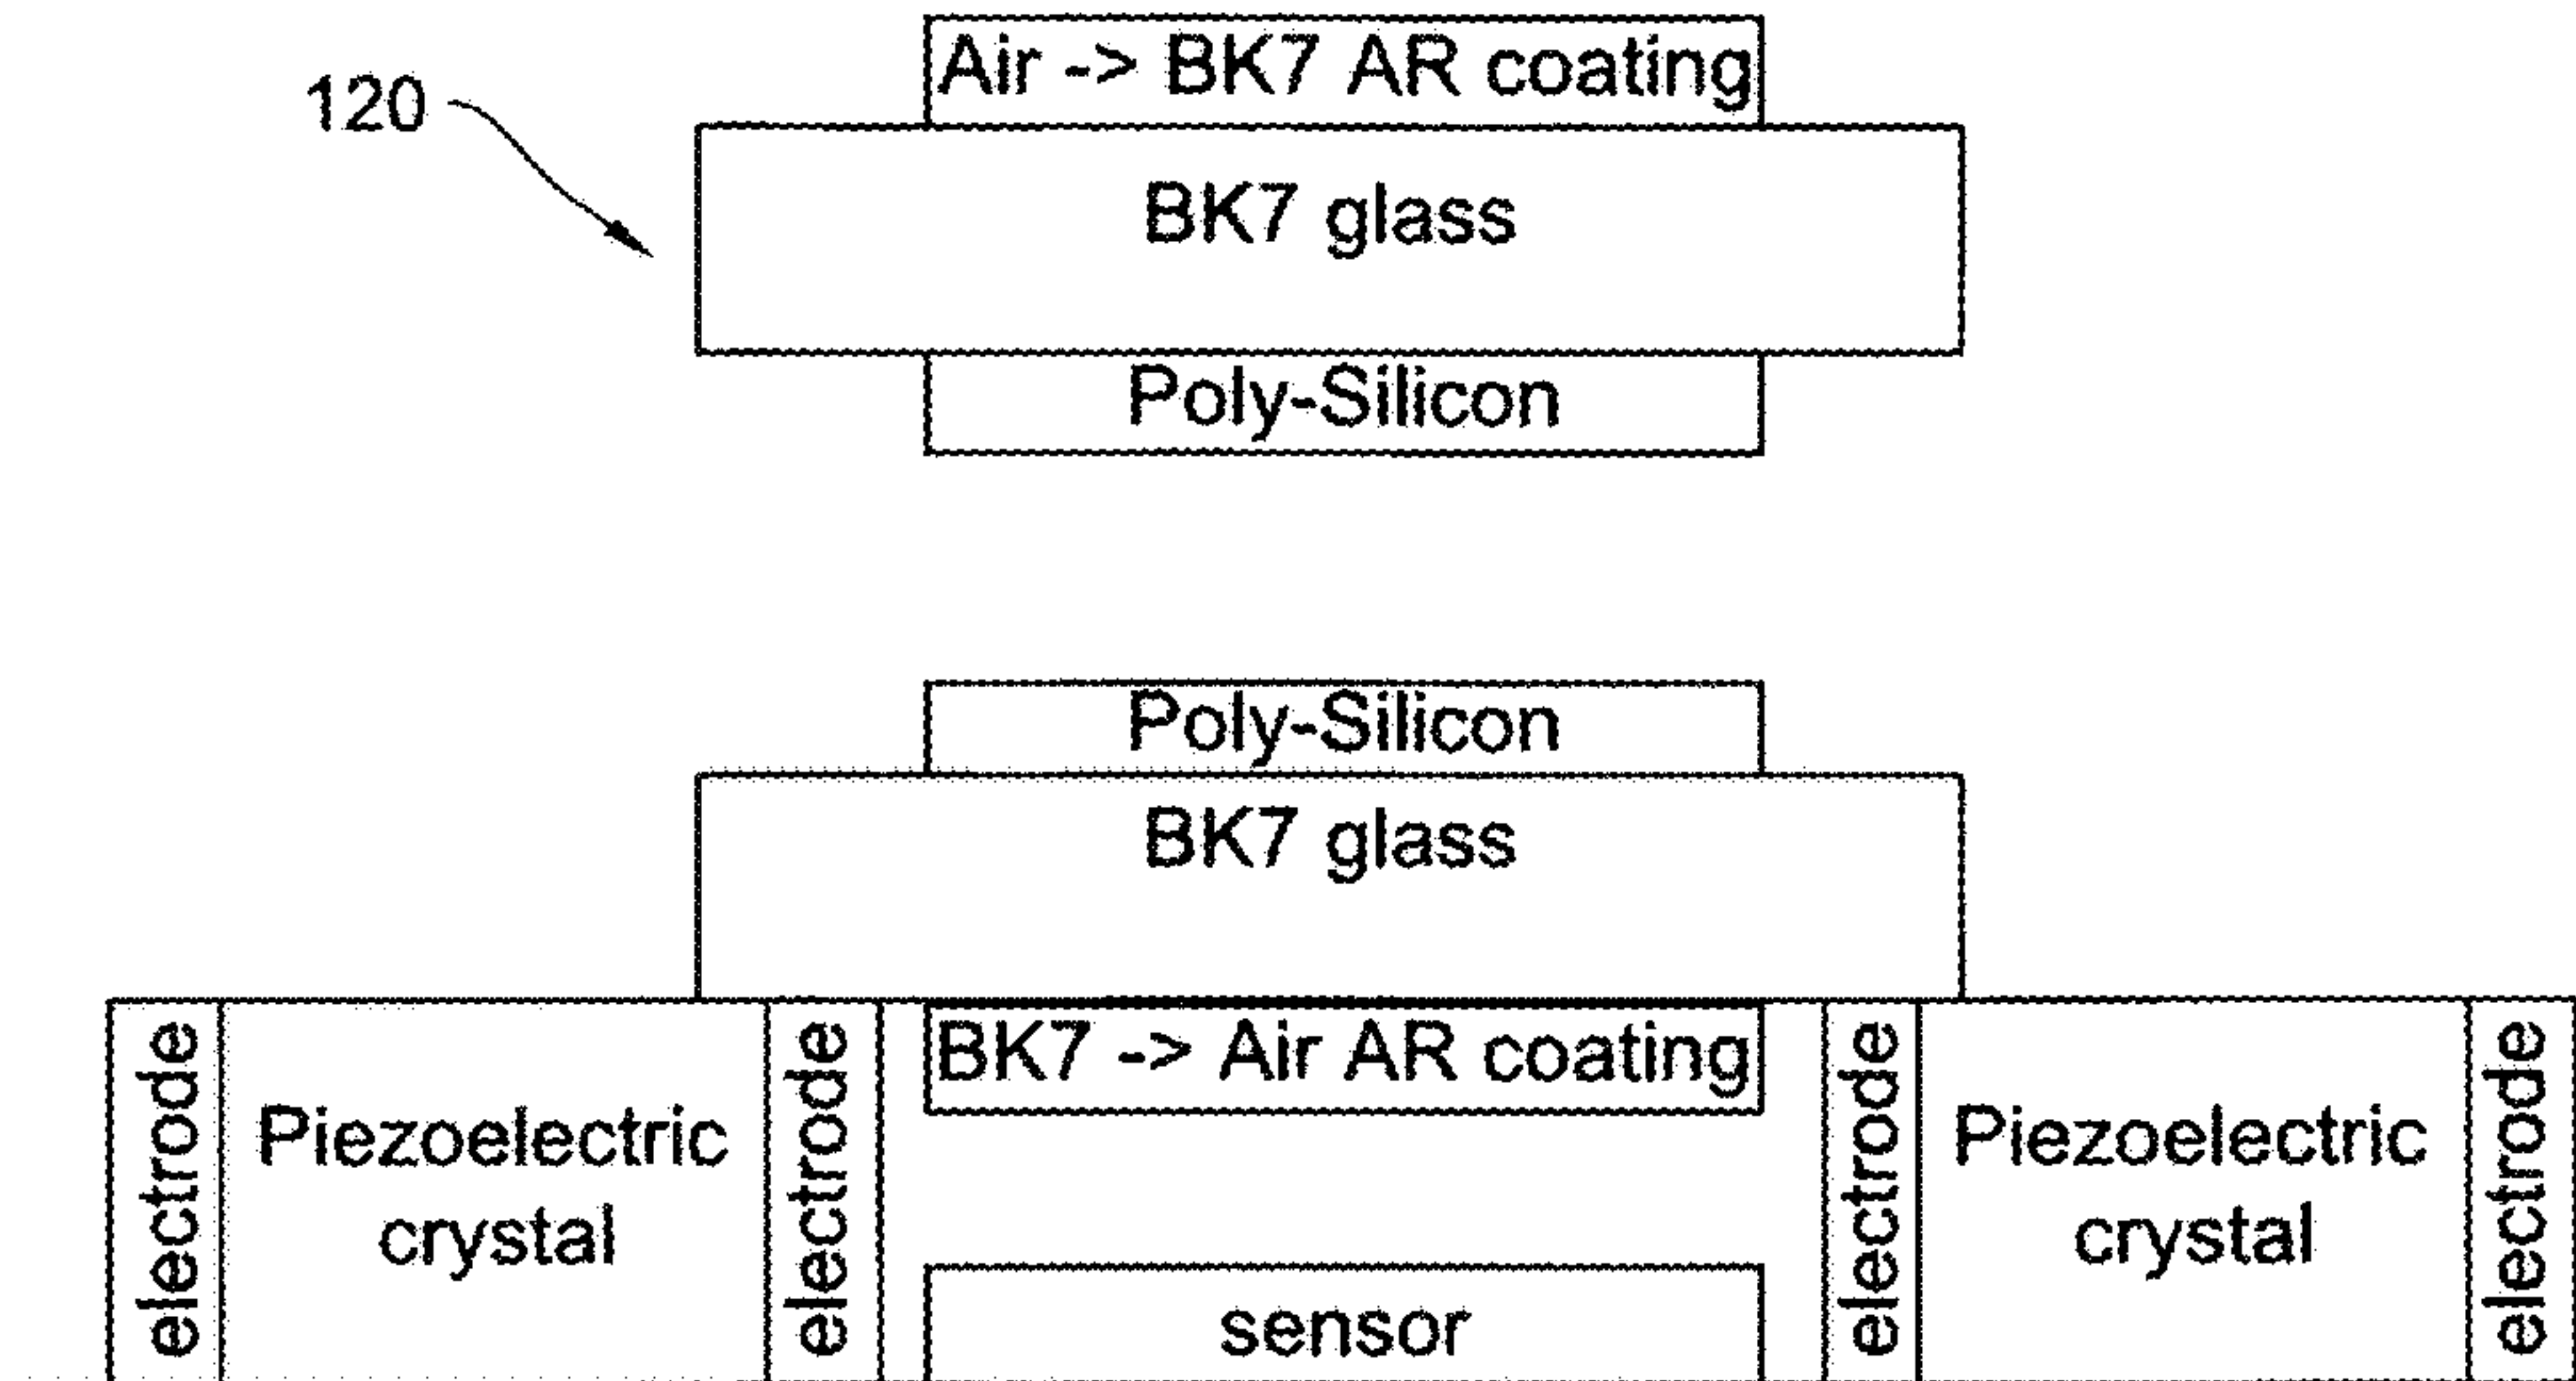 Air -> BK7 AR coating
120
BK7 glass
Poly-Silicon
Poly-Silicon
BK7 glass
electrode
Piezoelectric
crystal
electrode
BK7 -> Air AR coating
sensor
electrode
Piezoelectric
crystal
electrode